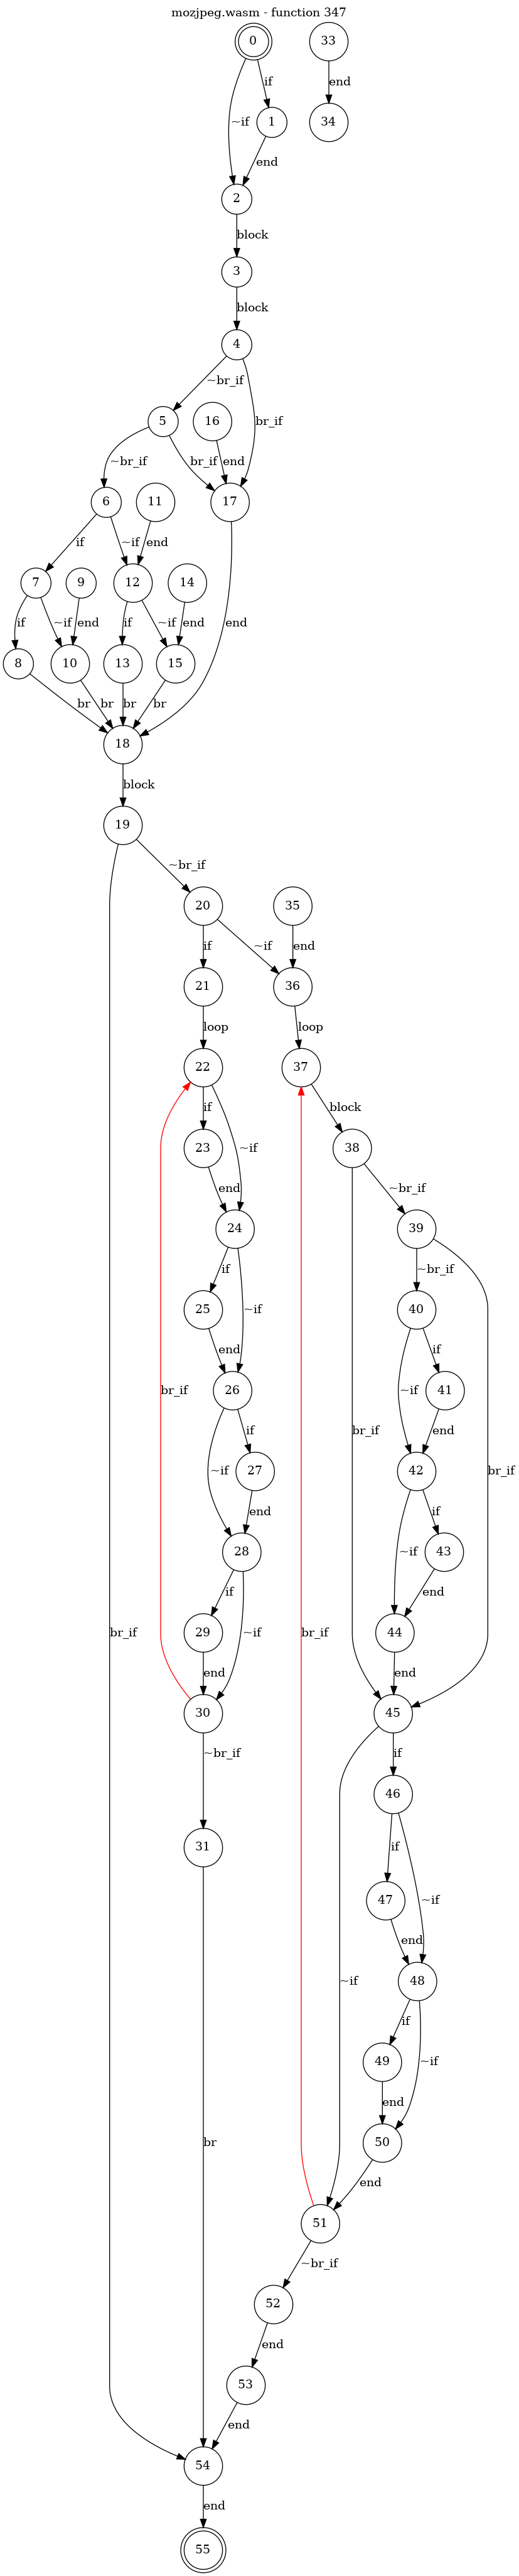 mozjpeg.wasm - function 347
0
33
if
end
~if
1
34
end
2
block
3
block
4
~br_if
br_if
5
16
~br_if
br_if
end
6
11
17
if
~if
end
7
9
12
14
if
~if
end
if
~if
end
end
8
10
13
15
br
br
br
br
18
block
19
~br_if
20
35
if
~if
end
21
36
loop
loop
22
37
if
~if
block
23
38
end
~br_if
24
39
if
~if
~br_if
25
40
end
~if
if
26
41
br_if
~if
if
br_if
end
br_if
27
42
end
~if
if
28
43
if
~if
end
29
44
br_if
end
br_if
end
30
45
~br_if
if
46
31
if
~if
47
end
48
~if
if
~if
49
end
br
50
end
51
~br_if
52
end
53
end
54
end
55